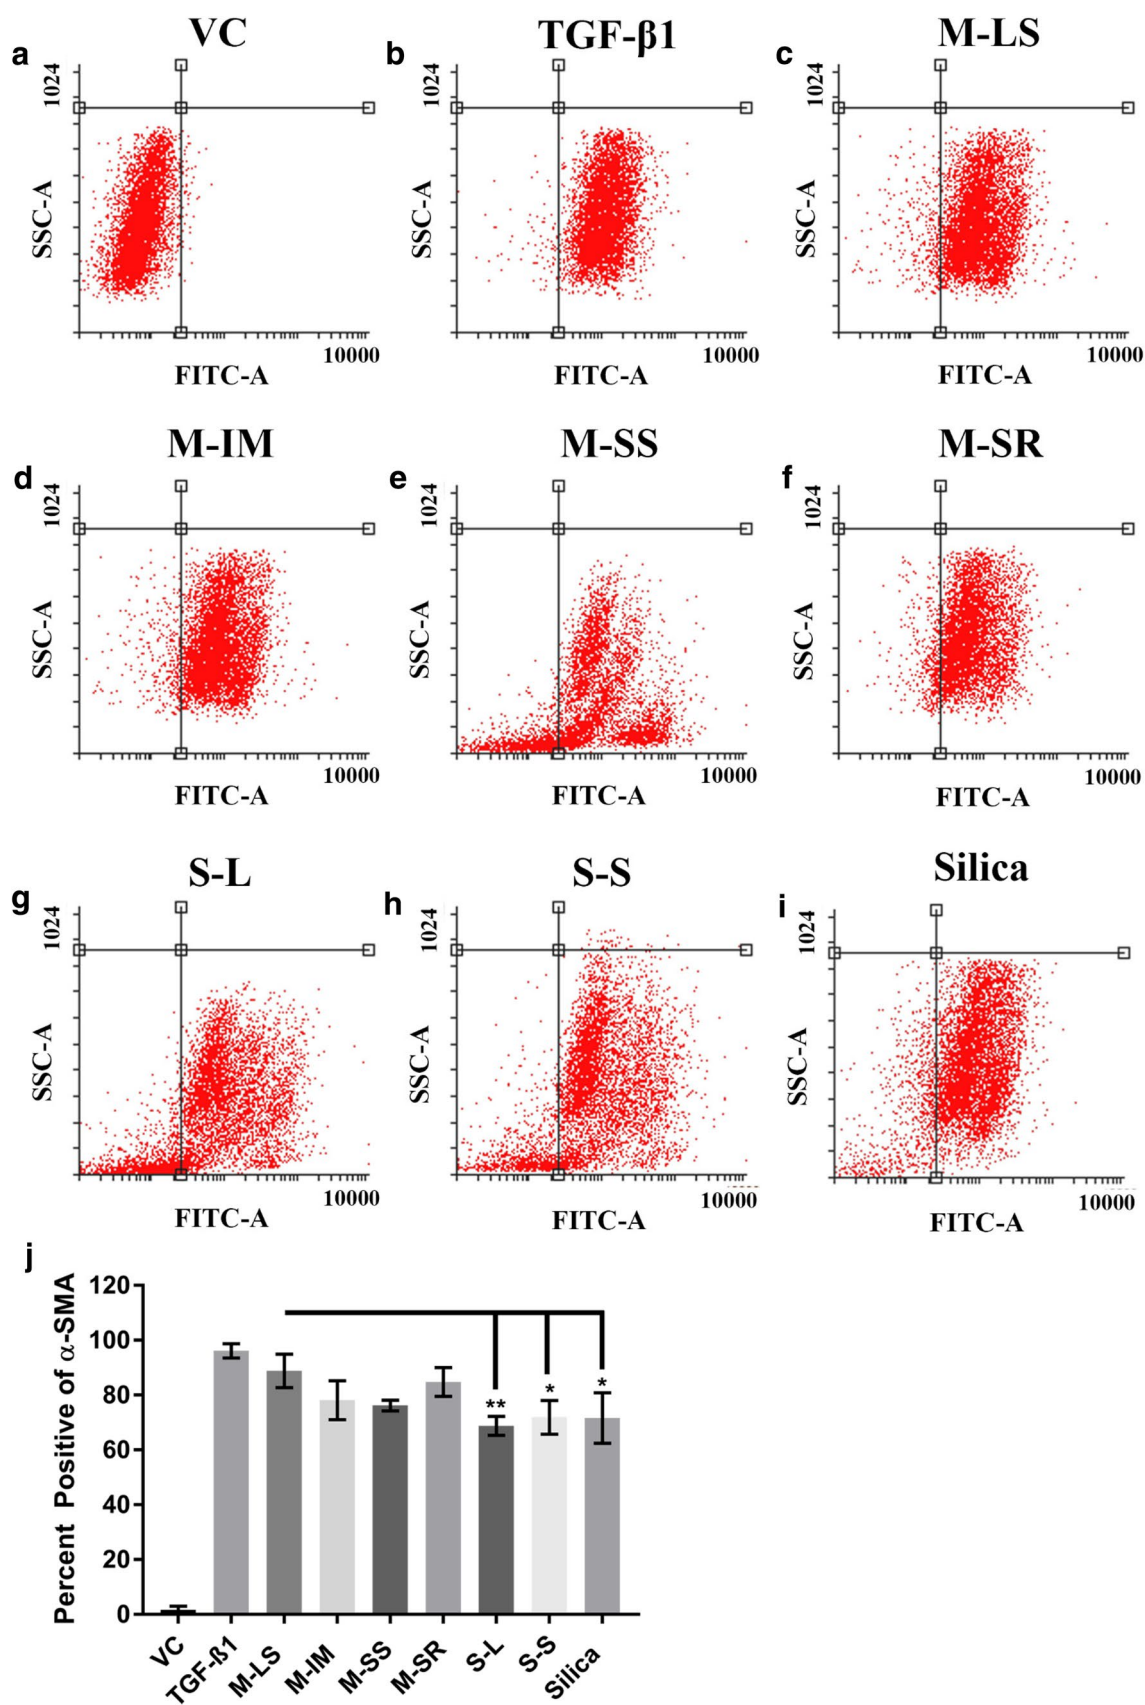 VC
TGF-β1
M-LS
a
b
c
1024
1024
1024
SSC-A
SSC-A
SSC-A
10000
10000
10000
FITC-A
FITC-A
FITC-A
M-IM
M-SS
M-SR
d
e
f
1024
1024
1024
SSC-A
SSC-A
SSC-A
10000
10000
10000
FITC-A
FITC-A
FITC-A
S-L
S-S
Silica
g
h
i
1024
1024
1024
SSC-A
SSC-A
SSC-A
10000
10000
10000
FITC-A
FITC-A
FITC-A
j
Percent Positive of α-SMA
120
100
80
60
40
20
0
**
*
*
VC
TGF-ß1
M-LS
M-IM
M-SS
M-SR
S-L
S-S
Silica